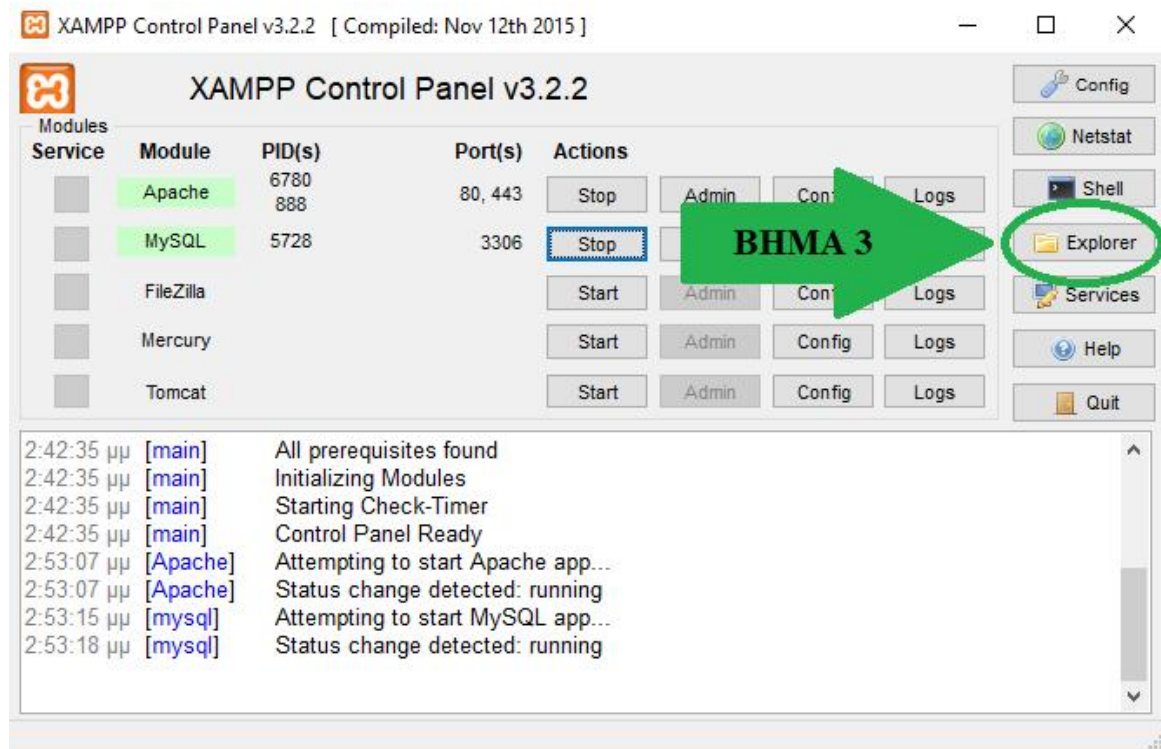 XAMPP Control Panel v3.2.2 [ Compiled: Nov 12th 2015 ]
XAMPP Control Panel v3.2.2
Config
Modules
Service Module PID(s) Port(s) Actions
Netstat
Apache 6780 888 80, 443 Stop Admin Logs
Shell
MySQL 5728 3306 Stop
ΒΗΜΑ 3
Explorer
FileZilla Start Admin Logs
Services
Mercury Start Admin Config Logs
Help
Tomcat Start Admin Config Logs
Quit
2:42:35 μμ [main] All prerequisites found
2:42:35 μμ [main] Initializing Modules
2:42:35 μμ [main] Starting Check-Timer
2:42:35 μμ [main] Control Panel Ready
2:53:07 μμ [Apache] Attempting to start Apache app...
2:53:07 μμ [Apache] Status change detected: running
2:53:15 μμ [mysql] Attempting to start MySQL app...
2:53:18 μμ [mysql] Status change detected: running